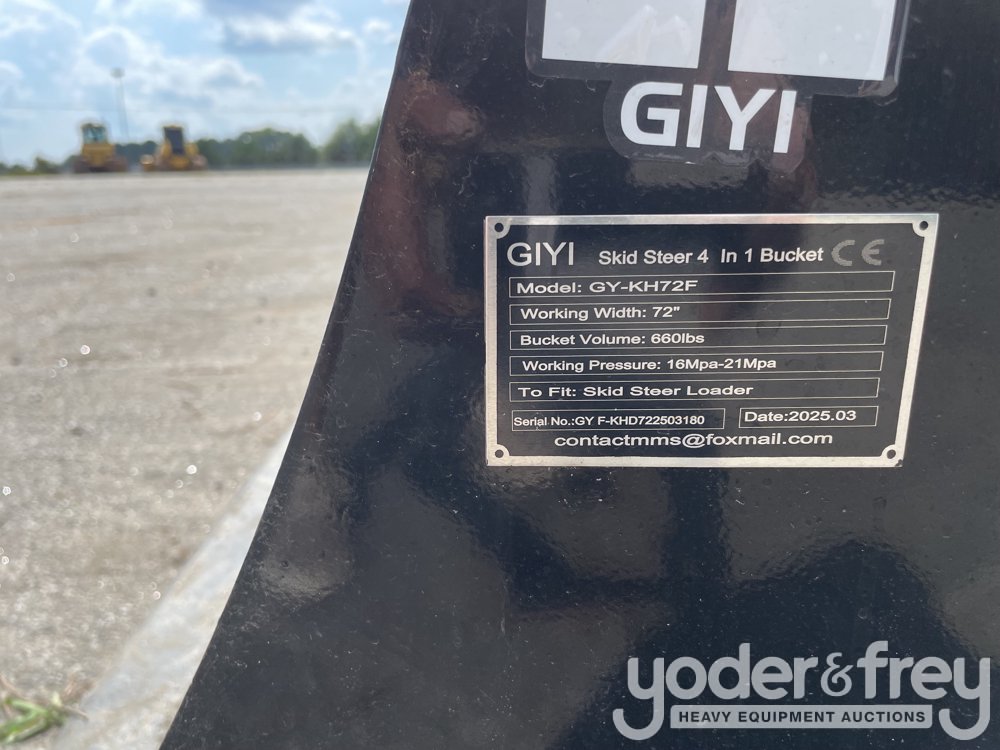 GIYI
GIYI Skid Steer 4 In 1 Bucket CE
Model: GY-KH72F
Working Width: 72"
Bucket Volume: 660lbs
Working Pressure: 16Mpa-21Mpa
To Fit: Skid Steer Loader
Serial No.:GY F-KHD722503180 Date:2025.03
contactmms@foxmail.com
yoder&frey
HEAVY EQUIPMENT AUCTIONS